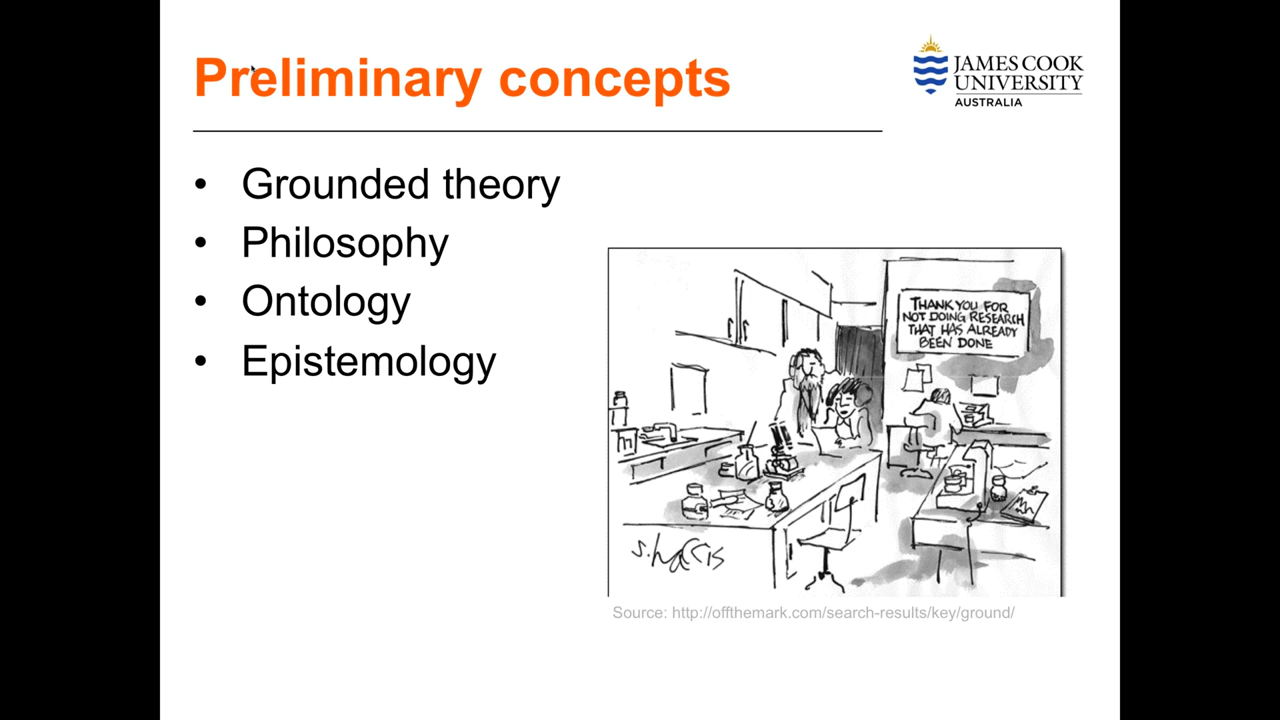 Preliminary concepts
JAMES COOK
UNIVERSITY
AUSTRALIA
• Grounded theory
• Philosophy
• Ontology
• Epistemology
THANK YOU FOR
NOT DOING RESEARCH
THAT HAS ALREADY
BEEN DONE
s. harris
Source: http://offthemark.com/search-results/key/ground/